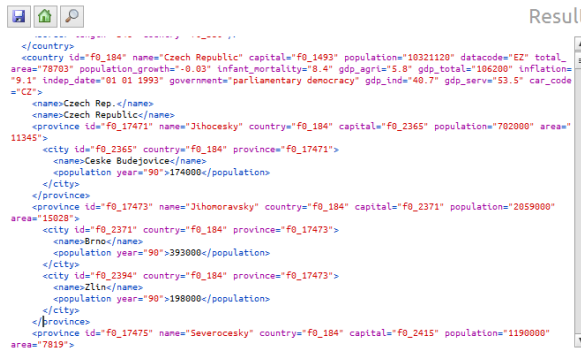 Result
</country>
<country id="f0_184" name="Czech Republic" capital="f0_1493" population="10321120" datacode="EZ" total_
area="78703" population_growth="-0.03" infant_mortality="8.4" gdp_agri="5.8" gdp_total="106200" inflation=
"9.1" indep_date="01 01 1993" government="parliamentary democracy" gdp_ind="40.7" gdp_serv="53.5" car_code
="CZ">
<name>Czech Rep.</name>
<name>Czech Republic</name>
<province id="f0_17471" name="Jihocesky" country="f0_184" capital="f0_2365" population="702000" area="
11345">
<city id="f0_2365" country="f0_184" province="f0_17471">
<name>Ceske Budejovice</name>
<population year="90">174000</population>
</city>
</province>
<province id="f0_17473" name="Jihomoravsky" country="f0_184" capital="f0_2371" population="2059000"
area="15028">
<city id="f0_2371" country="f0_184" province="f0_17473">
<name>Brno</name>
<population year="90">393000</population>
</city>
<city id="f0_2394" country="f0_184" province="f0_17473">
<name>Zlin</name>
<population year="90">198000</population>
</city>
</province>
<province id="f0_17475" name="Severocesky" country="f0_184" capital="f0_2415" population="1190000"
area="7819">